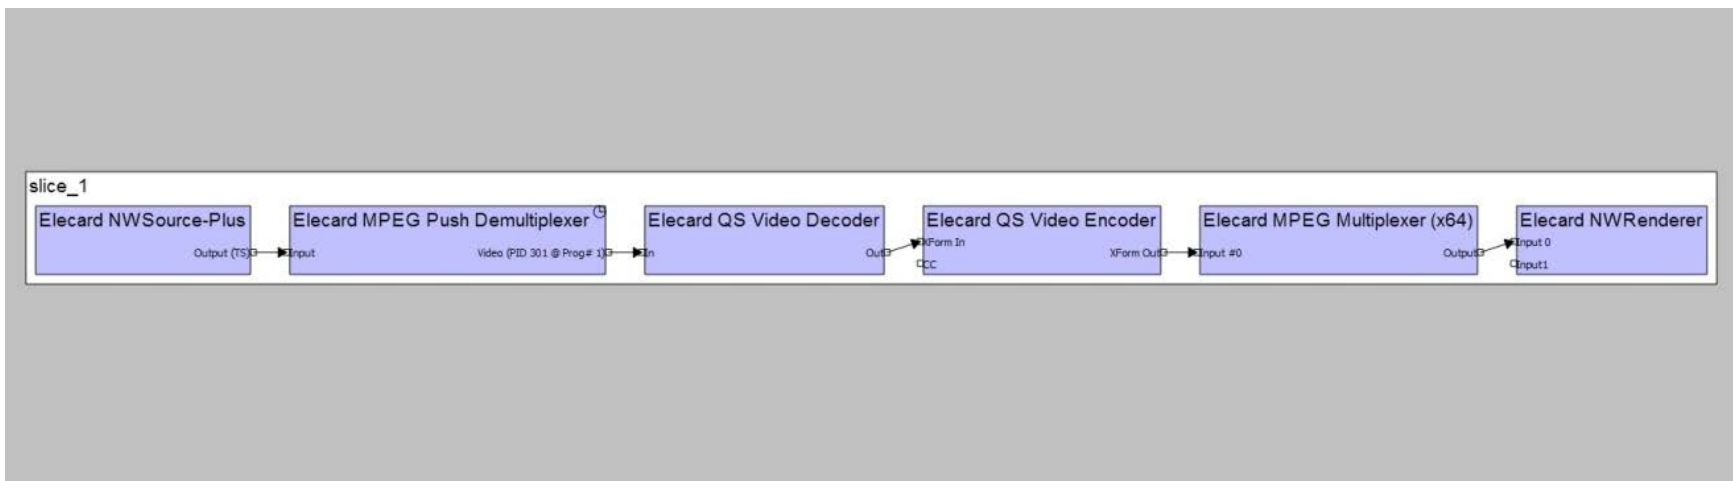 slice_1
Elecard NWSource-Plus
Output (TS)
Elecard MPEG Push Demultiplexer
Input
Video (PID 301 @ Prog# 1)
Elecard QS Video Decoder
In
Out
Elecard QS Video Encoder
XForm In
XForm Out
CC
Elecard MPEG Multiplexer (x64)
Input #0
Output
Elecard NWRenderer
Input 0
Input1